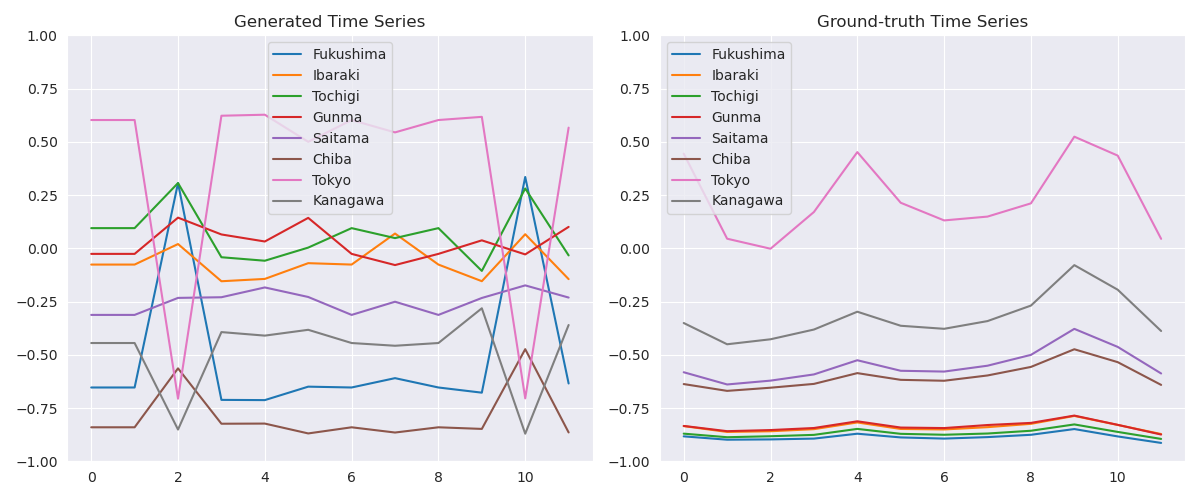 Generated Time Series
1.00
0.75
0.50
0.25
0.00
−0.25
−0.50
−0.75
−1.00
0 2 4 6 8 10
Fukushima
Ibaraki
Tochigi
Gunma
Saitama
Chiba
Tokyo
Kanagawa
Ground-truth Time Series
1.00
0.75
0.50
0.25
0.00
−0.25
−0.50
−0.75
−1.00
0 2 4 6 8 10
Fukushima
Ibaraki
Tochigi
Gunma
Saitama
Chiba
Tokyo
Kanagawa